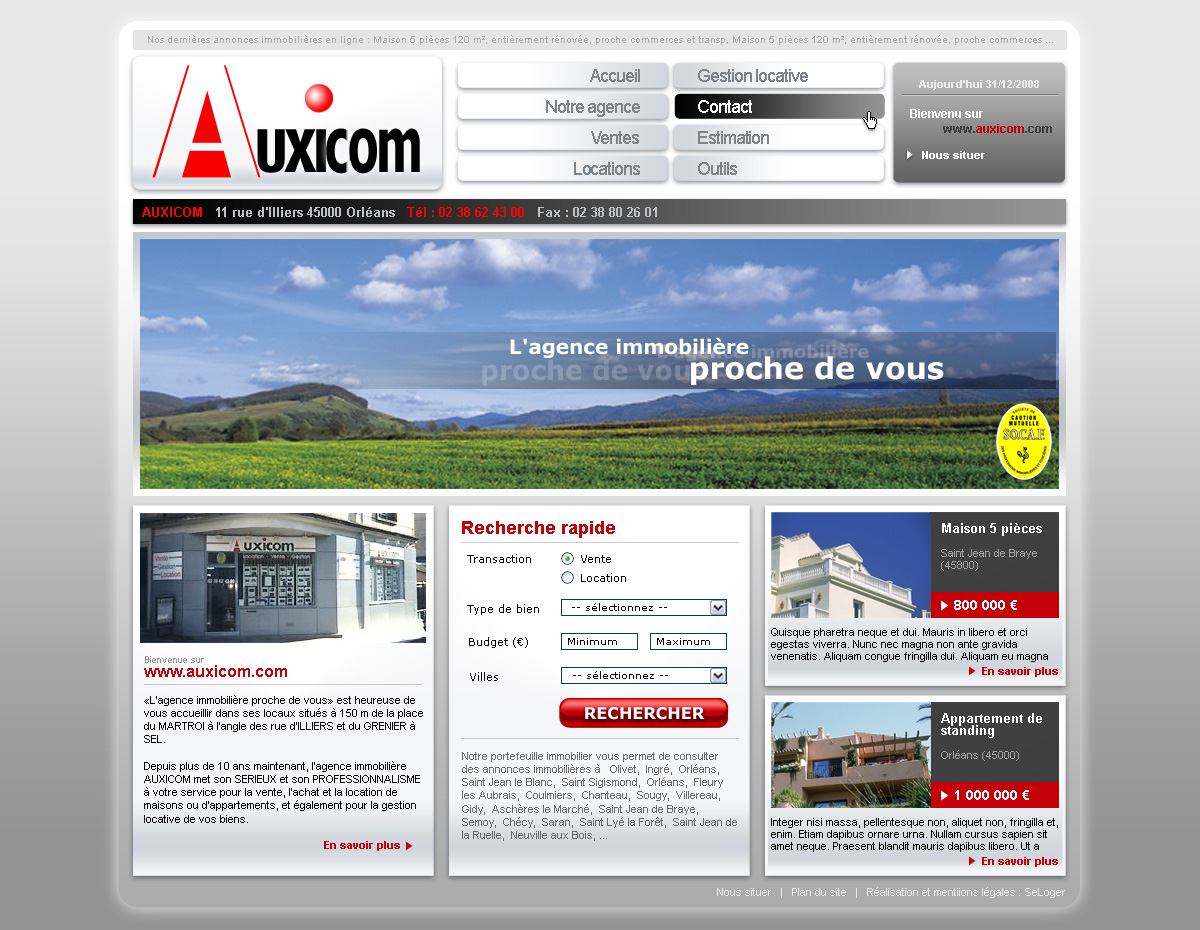 Nos dernières annonces immobilières en ligne : Maison 5 pièces 120 m², entièrement rénovée, proche commerces et transp, Maison 5 pièces 120 m², entièrement rénovée, proche commerces ...
Auxicom
Accueil
Gestion locative
Notre agence
Contact
Ventes
Estimation
Locations
Outils
Aujourd'hui 31/12/2008
Bienvenu sur
www.auxicom.com
Nous situer
AUXICOM 11 rue d'Illiers 45000 Orléans Tél : 02 38 62 43 00 Fax : 02 38 80 26 01
L'agence immobilière
proche de vous
CAUTION
MUTUELLE
SO.CA.F
Auxicom
Location - Vente - Gestion
Vente
Gestion
Location
Bienvenue sur
www.auxicom.com
«L'agence immobilière proche de vous» est heureuse de
vous accueillir dans ses locaux situés à 150 m de la place
du MARTROI à l'angle des rue d'ILLIERS et du GRENIER à
SEL.
Depuis plus de 10 ans maintenant, l'agence immobilière
AUXICOM met son SERIEUX et son PROFESSIONNALISME
à votre service pour la vente, l'achat et la location de
maisons ou d'appartements, et également pour la gestion
locative de vos biens.
En savoir plus
Recherche rapide
Transaction
Vente
Location
Type de bien
-- sélectionnez --
Budget (€)
Minimum
Maximum
Villes
-- sélectionnez --
RECHERCHER
Notre portefeuille immobilier vous permet de consulter
des annonces immobilières à Olivet, Ingré, Orléans,
Saint Jean le Blanc, Saint Sigismond, Orléans, Fleury
les Aubrais, Coulmiers, Chanteau, Sougy, Villereau,
Gidy, Aschères le Marché, Saint Jean de Braye,
Semoy, Chécy, Saran, Saint Lyé la Forêt, Saint Jean de
la Ruelle, Neuville aux Bois, ...
Maison 5 pièces
Saint Jean de Braye
(45800)
800 000 €
Quisque pharetra neque et dui. Mauris in libero et orci
egestas viverra. Nunc nec magna non ante gravida
venenatis. Aliquam congue fringilla dui. Aliquam eu magna
En savoir plus
Appartement de
standing
Orléans (45000)
1 000 000 €
Integer nisi massa, pellentesque non, aliquet non, fringilla et,
enim. Etiam dapibus ornare urna. Nullam cursus sapien sit
amet neque. Praesent blandit mauris dapibus libero. Ut a
En savoir plus
Nous situer | Plan du site | Réalisation et mentiions légales : SeLoger